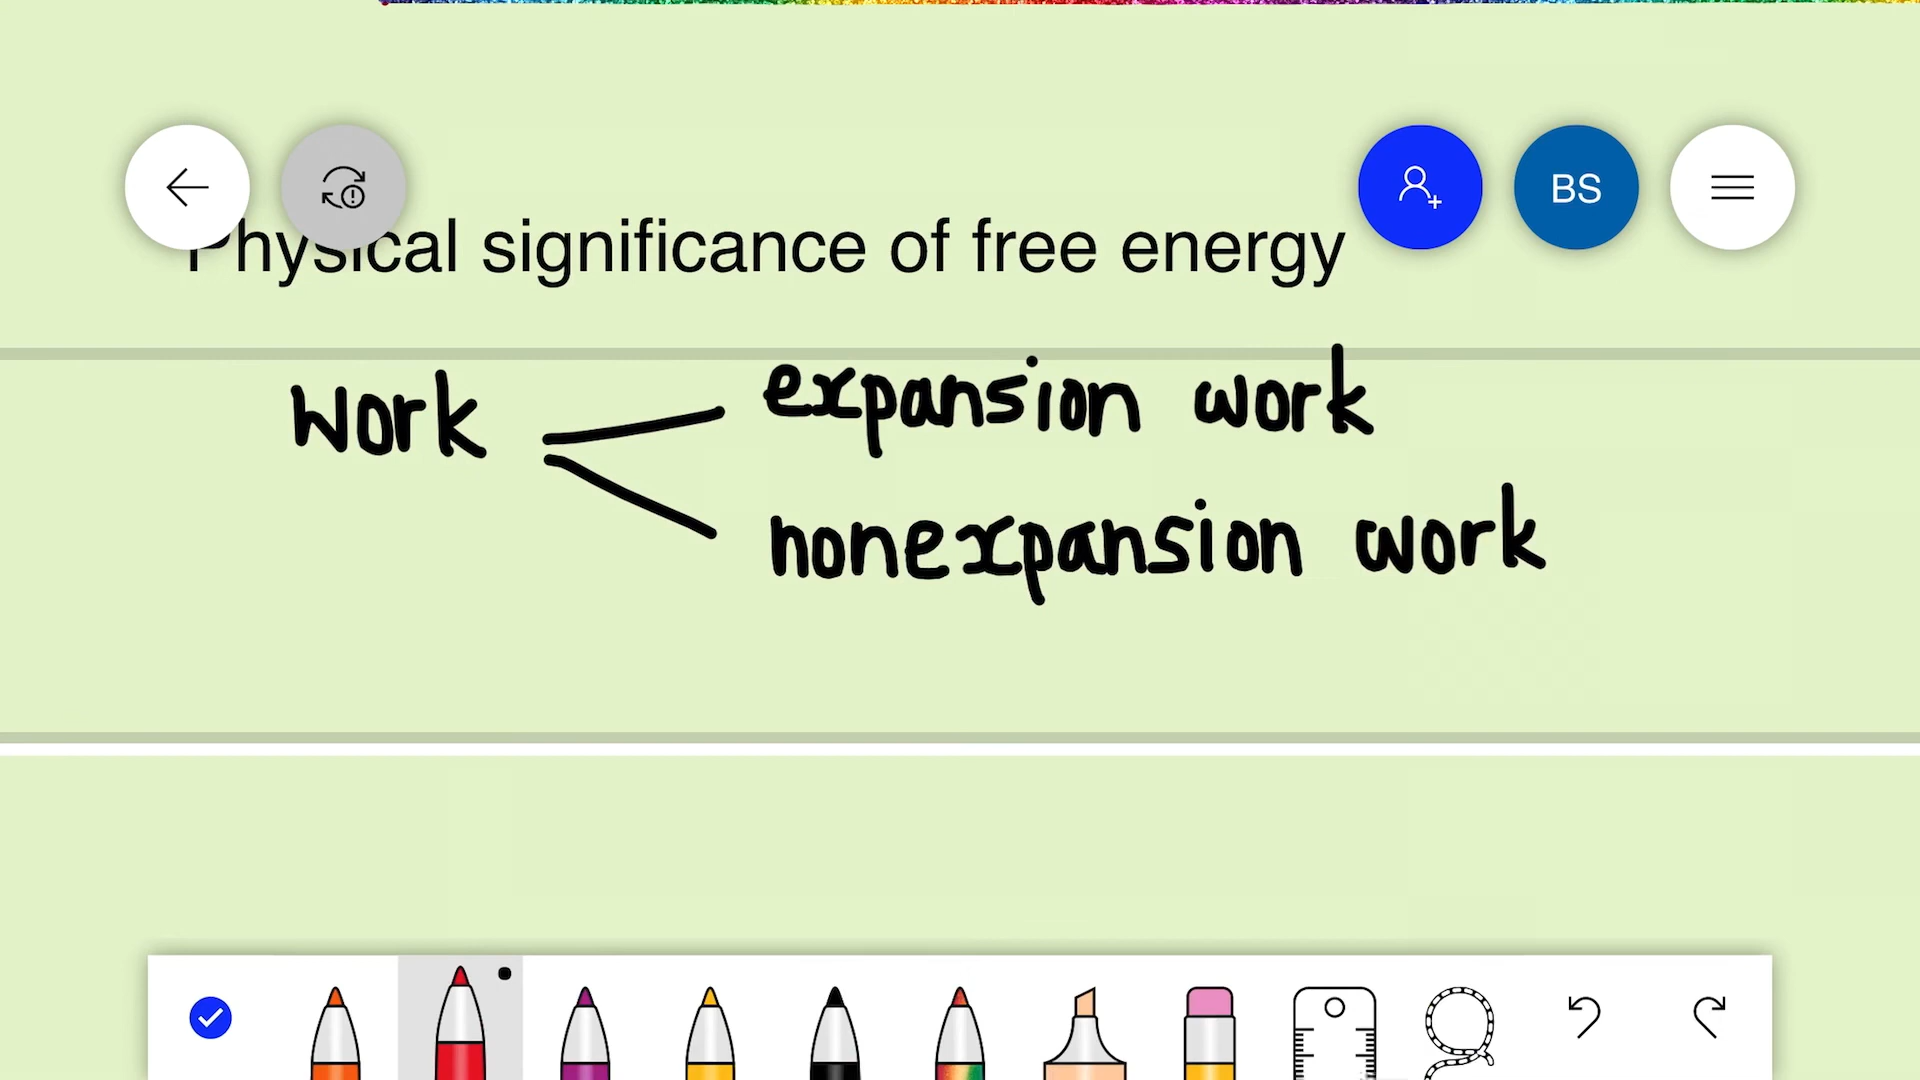 BS
Physical significance of free energy
Work
expansion work
nonexpansion work